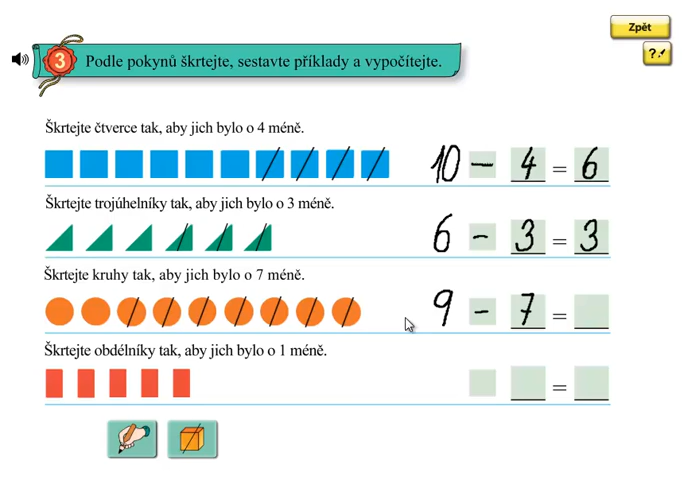 Zpět
?
3 Podle pokynů škrtejte, sestavte příklady a vypočítejte.
Škrtejte čtverce tak, aby jich bylo o 4 méně.
10 - 4 = 6
Škrtejte trojúhelníky tak, aby jich bylo o 3 méně.
6 - 3 = 3
Škrtejte kruhy tak, aby jich bylo o 7 méně.
9 - 7 =
Škrtejte obdélníky tak, aby jich bylo o 1 méně.
=